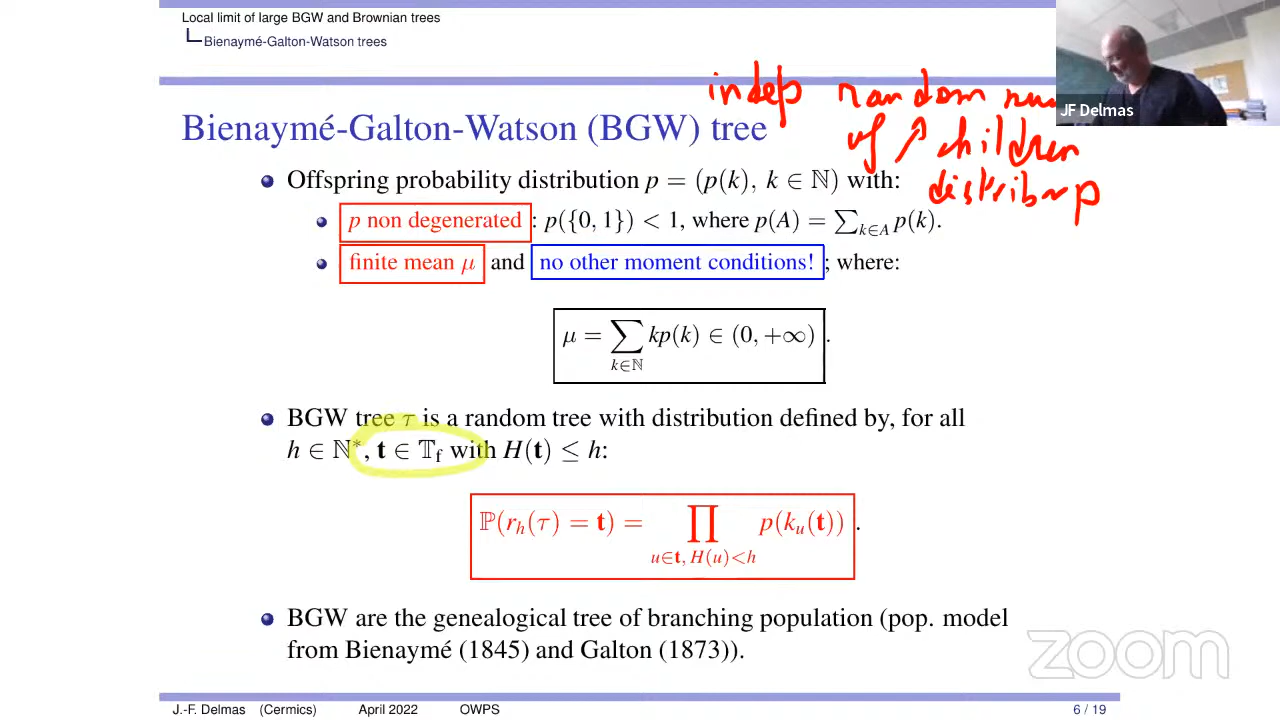 Local limit of large BGW and Brownian trees
Bienaymé-Galton-Watson trees
indep random
of children
distrib p
JF Delmas
Bienaymé-Galton-Watson (BGW) tree
Offspring probability distribution p = (p(k), k ∈ ℕ) with:
p non degenerated : p({0, 1}) < 1, where p(A) = ∑_{k∈A} p(k).
finite mean μ and no other moment conditions! ; where:
μ = ∑_{k∈ℕ} kp(k) ∈ (0, +∞) .
BGW tree τ is a random tree with distribution defined by, for all
h ∈ ℕ*, t ∈ 𝕋_f with H(t) ≤ h:
ℙ(r_h(τ) = t) = ∏_{u∈t, H(u)<h} p(k_u(t)) .
BGW are the genealogical tree of branching population (pop. model
from Bienaymé (1845) and Galton (1873)).
zoom
J.-F. Delmas (Cermics) April 2022 OWPS 6 / 19